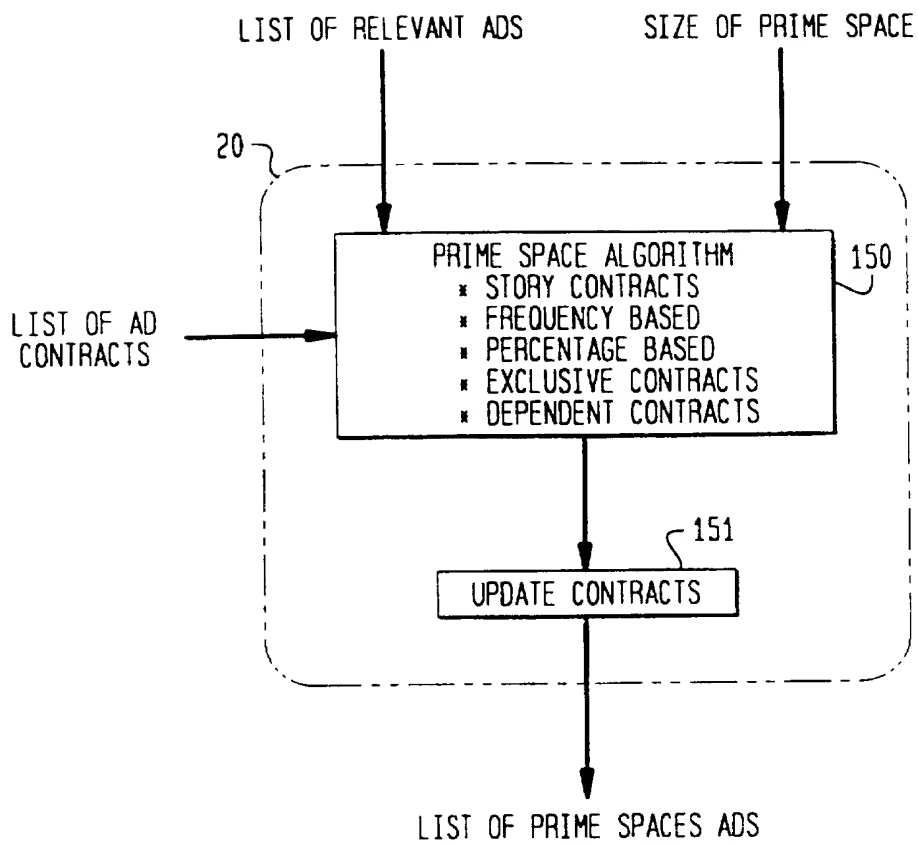 LIST OF RELEVANT ADS
SIZE OF PRIME SPACE
20
PRIME SPACE ALGORITHM
* STORY CONTRACTS
* FREQUENCY BASED
* PERCENTAGE BASED
* EXCLUSIVE CONTRACTS
* DEPENDENT CONTRACTS
150
LIST OF AD
CONTRACTS
151
UPDATE CONTRACTS
LIST OF PRIME SPACES ADS